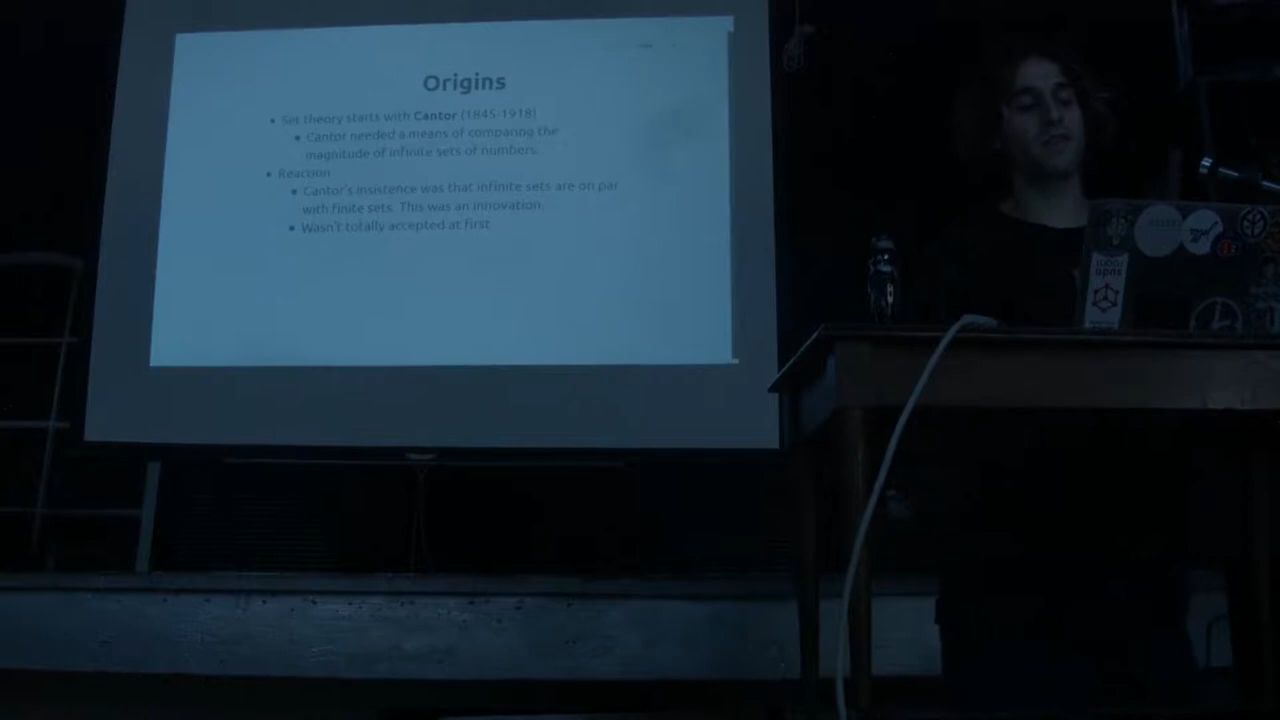 Origins
Set theory starts with Cantor (1845-1918)
Cantor needed a means of comparing the
magnitude of infinite sets of numbers.
Reaction
Cantor's insistence was that infinite sets are on par
with finite sets. This was an innovation.
Wasn't totally accepted at first